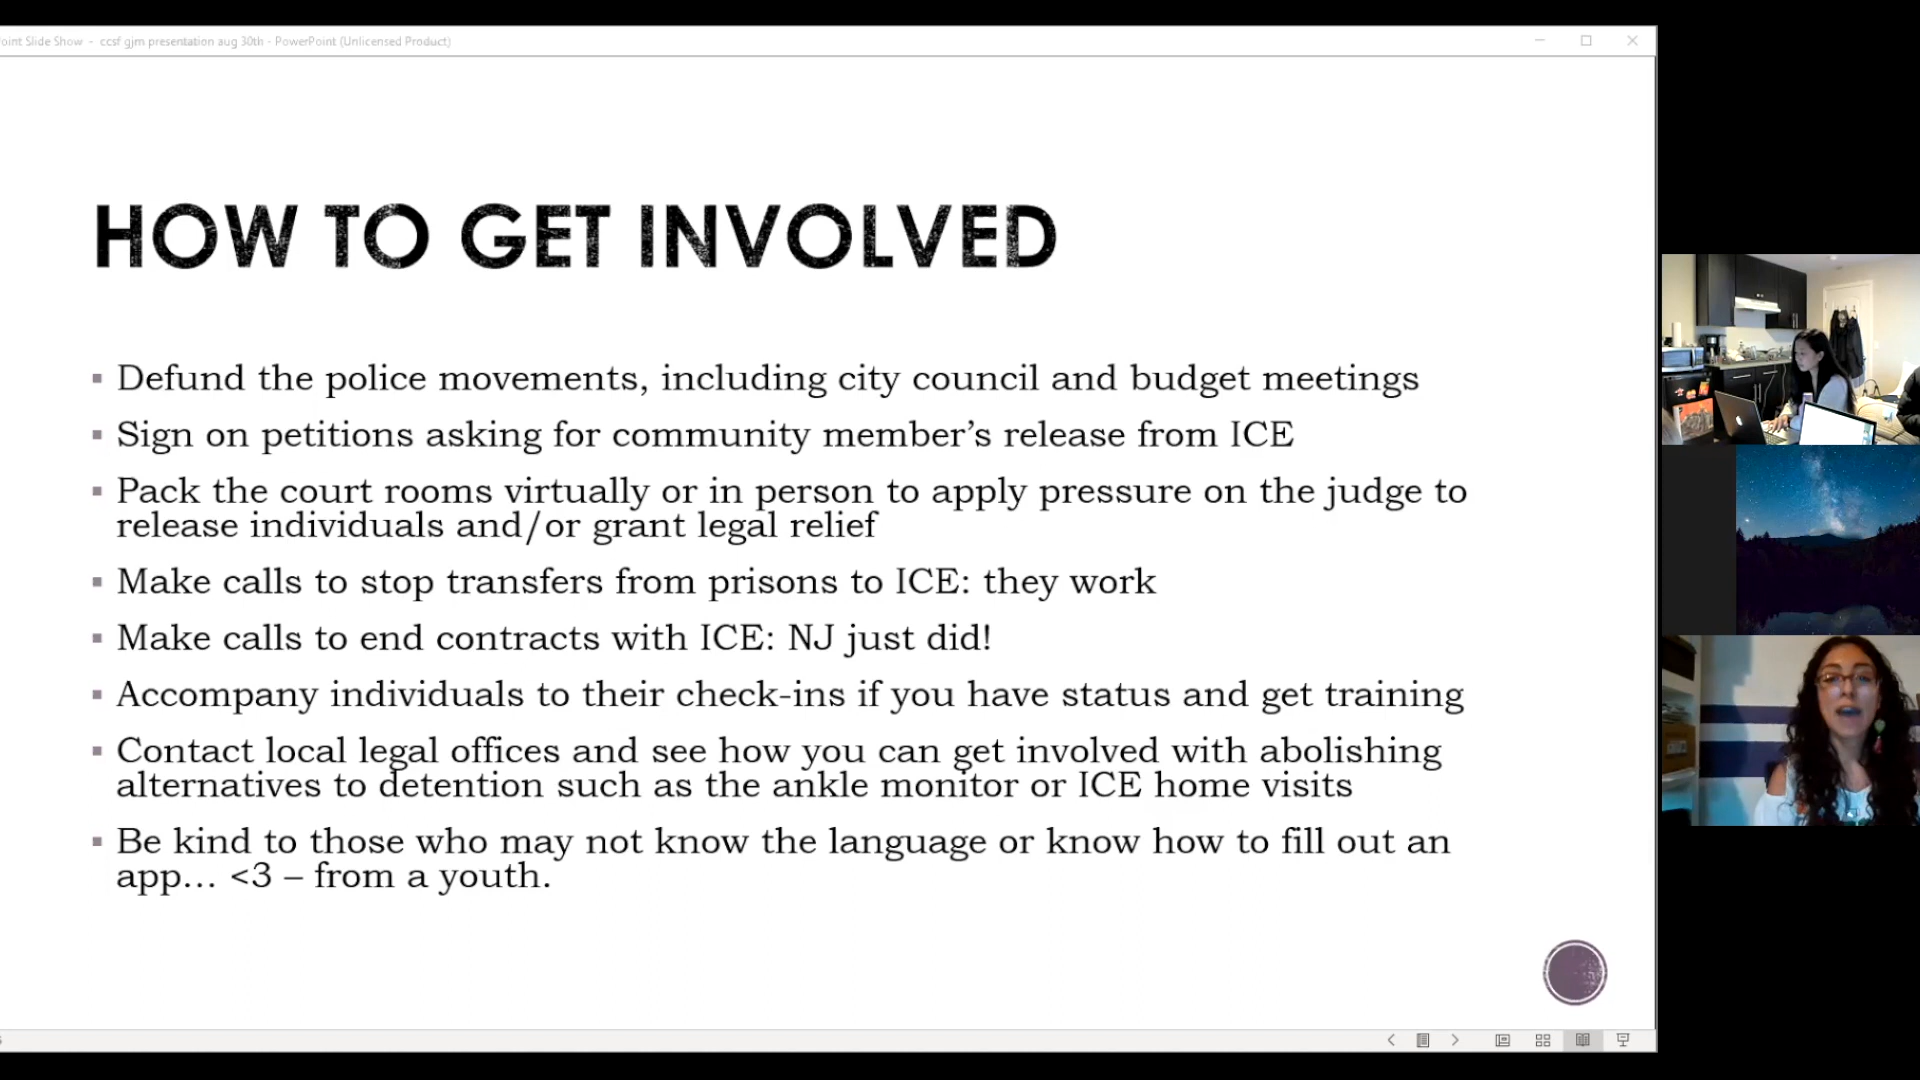 oint Slide Show - ccsf gjm presentation aug 30th - PowerPoint (Unlicensed Product)
HOW TO GET INVOLVED
▪ Defund the police movements, including city council and budget meetings
▪ Sign on petitions asking for community member’s release from ICE
▪ Pack the court rooms virtually or in person to apply pressure on the judge to
release individuals and/or grant legal relief
▪ Make calls to stop transfers from prisons to ICE: they work
▪ Make calls to end contracts with ICE: NJ just did!
▪ Accompany individuals to their check-ins if you have status and get training
▪ Contact local legal offices and see how you can get involved with abolishing
alternatives to detention such as the ankle monitor or ICE home visits
▪ Be kind to those who may not know the language or know how to fill out an
app… <3 – from a youth.